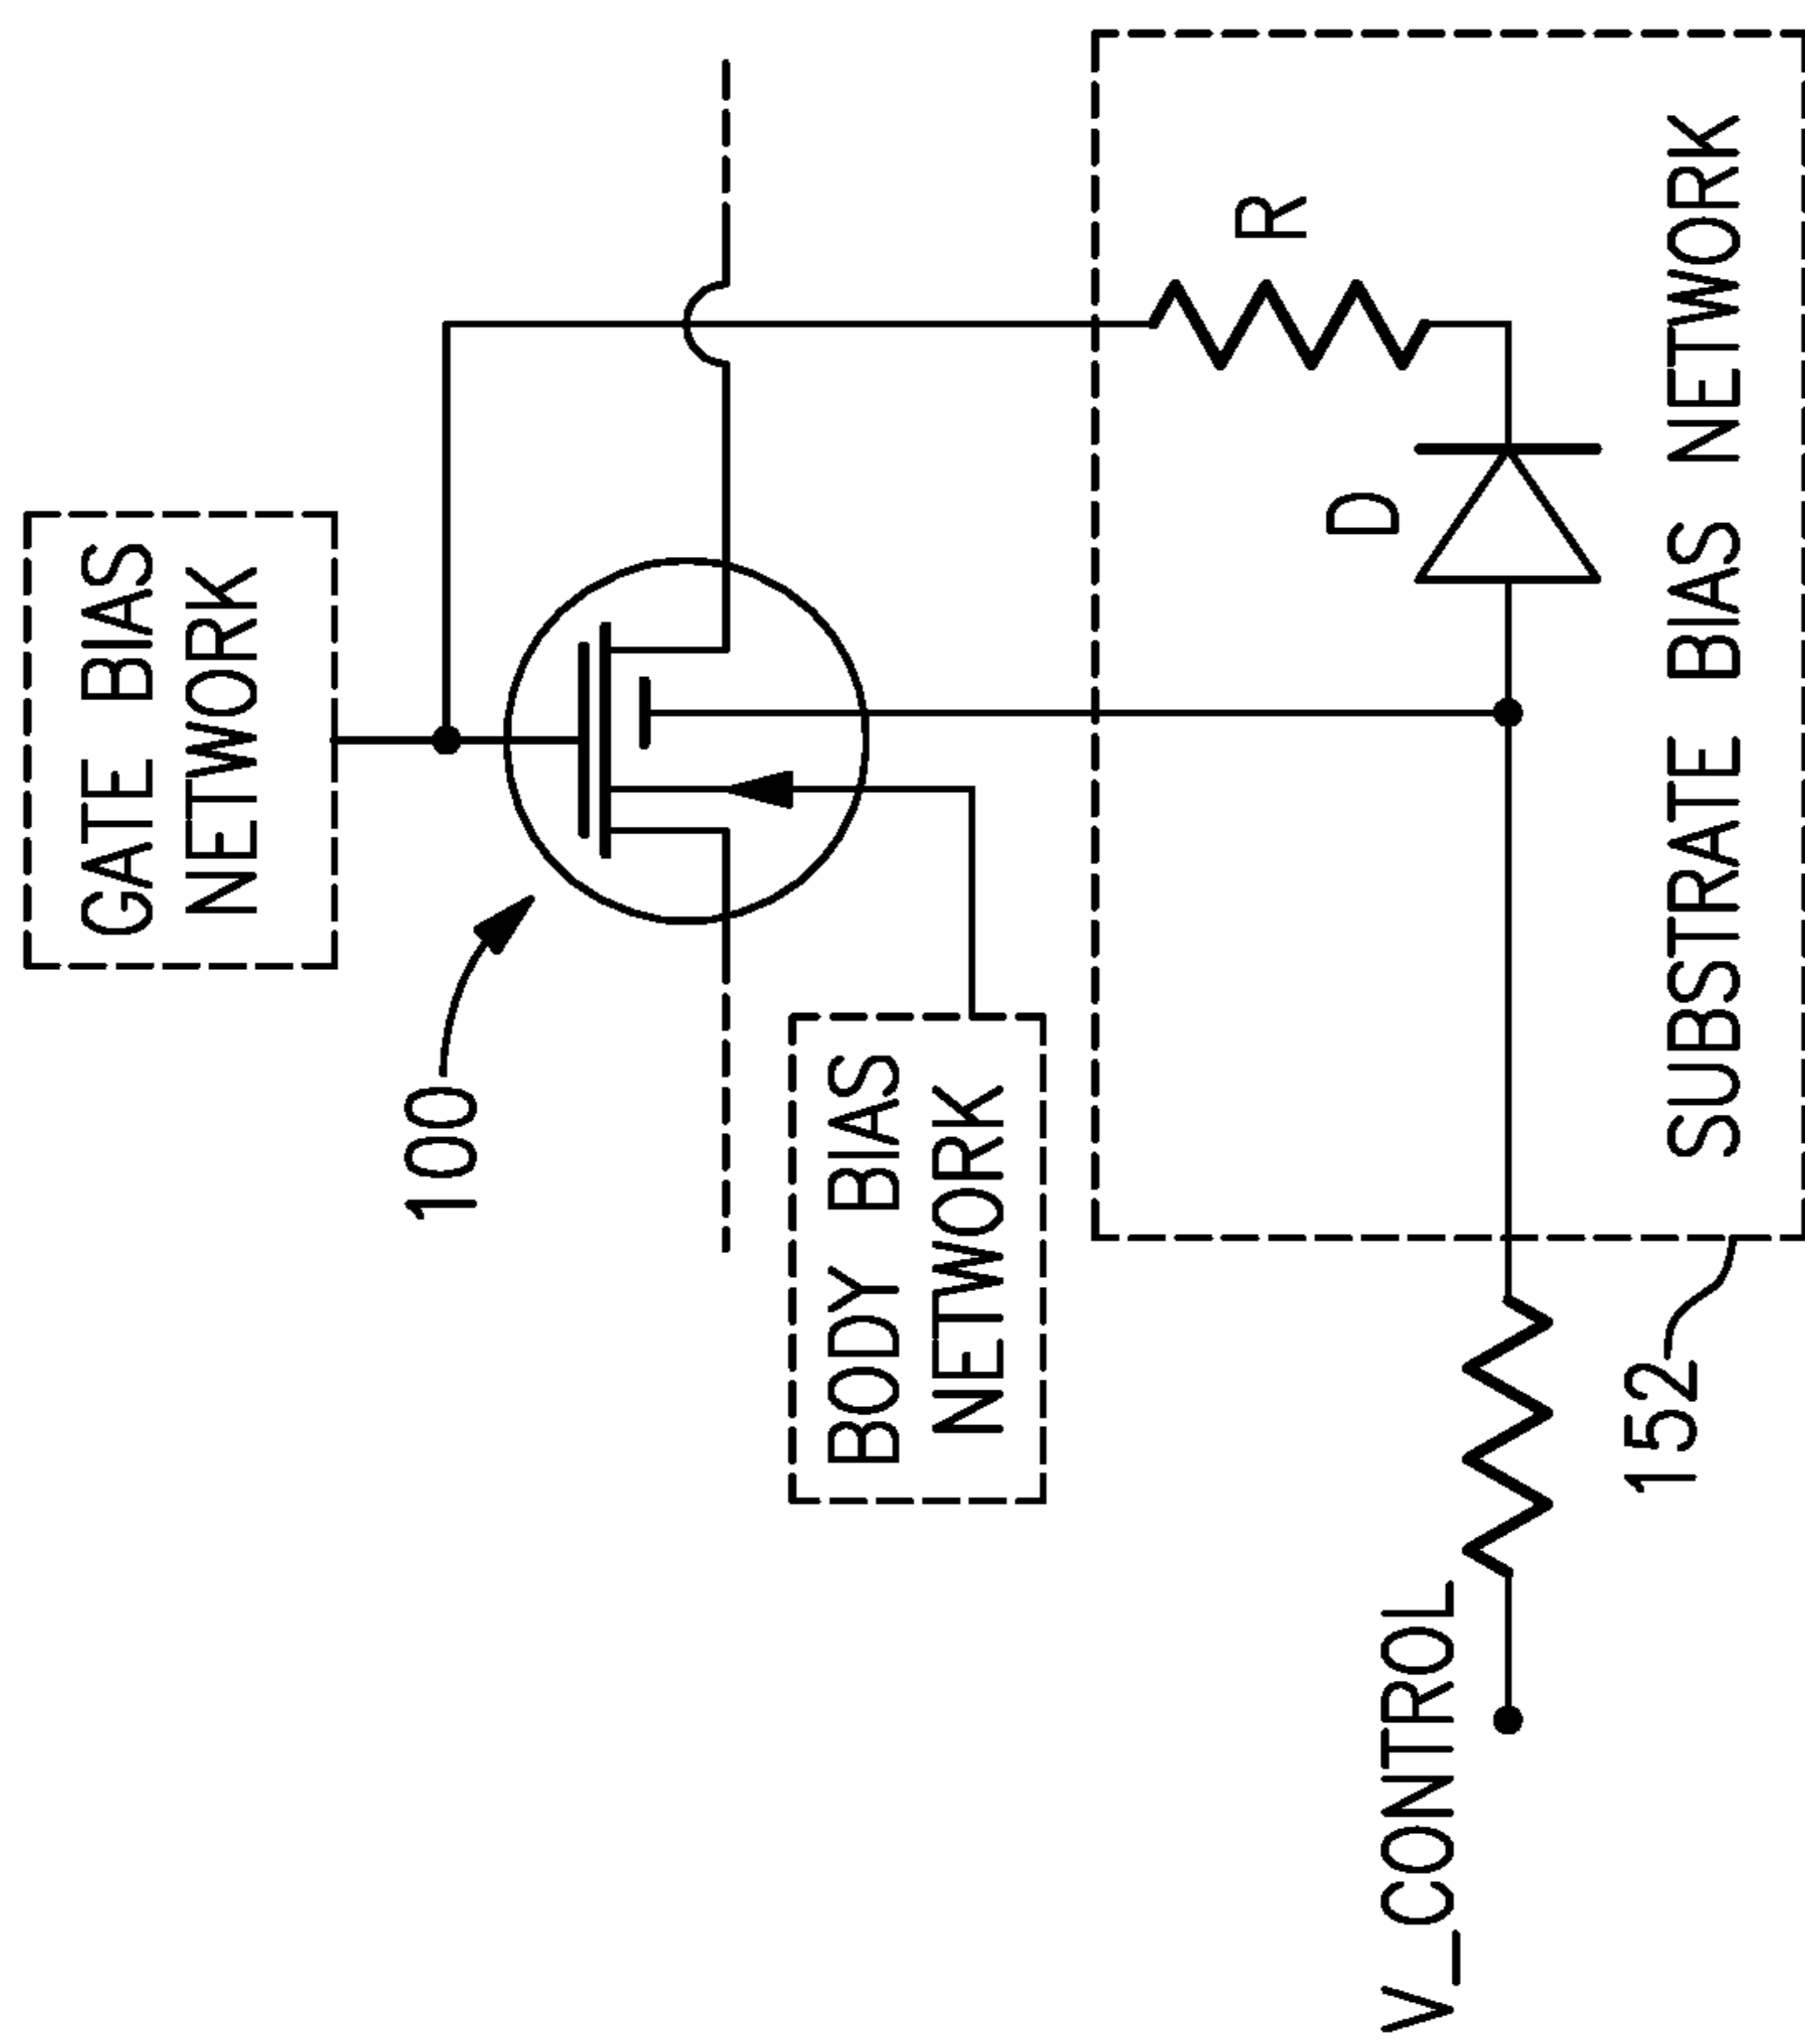 GATE BIAS
NETWORK
100
BODY BIAS
NETWORK
R
D
V_CONTROL
152
SUBSTRATE BIAS NETWORK